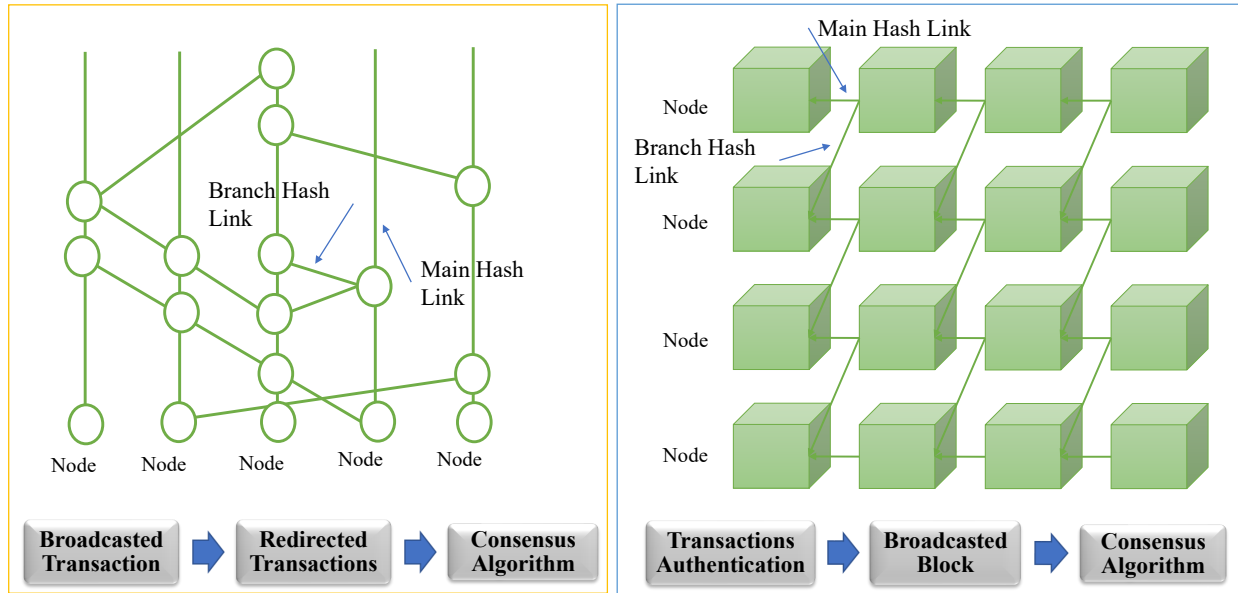 Branch Hash
Link
Main Hash
Link
Node
Node
Node
Node
Node
Broadcasted
Transaction
Redirected
Transactions
Consensus
Algorithm
Main Hash Link
Node
Branch Hash
Link
Node
Node
Node
Transactions
Authentication
Broadcasted
Block
Consensus
Algorithm